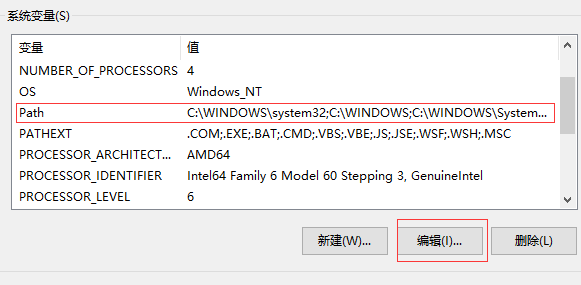 系统变量(S)
变量 值
NUMBER_OF_PROCESSORS 4
OS Windows_NT
Path C:\WINDOWS\system32;C:\WINDOWS;C:\WINDOWS\System...
PATHEXT .COM;.EXE;.BAT;.CMD;.VBS;.VBE;.JS;.JSE;.WSF;.WSH;.MSC
PROCESSOR_ARCHITECT... AMD64
PROCESSOR_IDENTIFIER Intel64 Family 6 Model 60 Stepping 3, GenuineIntel
PROCESSOR_LEVEL 6
新建(W)... 编辑(I)... 删除(L)